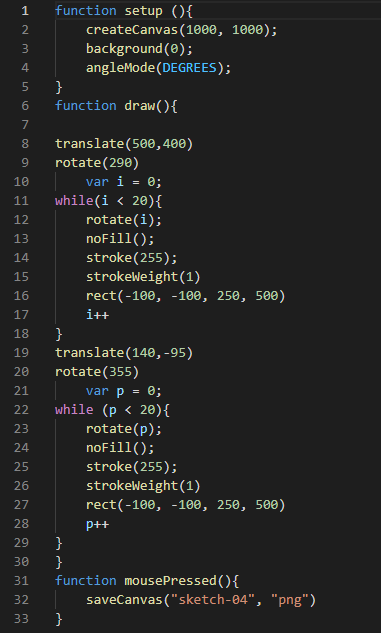 1 function setup (){
2     createCanvas(1000, 1000);
3     background(0);
4     angleMode(DEGREES);
5 }
6 function draw(){
7
8 translate(500,400)
9 rotate(290)
10     var i = 0;
11 while(i < 20){
12     rotate(i);
13     noFill();
14     stroke(255);
15     strokeWeight(1)
16     rect(-100, -100, 250, 500)
17     i++
18 }
19 translate(140,-95)
20 rotate(355)
21     var p = 0;
22 while (p < 20){
23     rotate(p);
24     noFill();
25     stroke(255);
26     strokeWeight(1)
27     rect(-100, -100, 250, 500)
28     p++
29 }
30 }
31 function mousePressed(){
32     saveCanvas("sketch-04", "png")
33 }